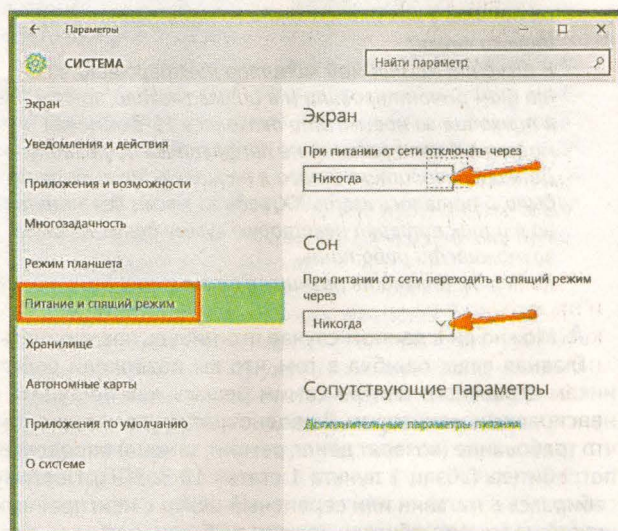 Параметры
СИСТЕМА
Найти параметр
Экран
Уведомления и действия
Приложения и возможности
Многозадачность
Режим планшета
Питание и спящий режим
Хранилище
Автономные карты
Приложения по умолчанию
О системе
Экран
При питании от сети отключать через
Никогда
Сон
При питании от сети переходить в спящий режим
через
Никогда
Сопутствующие параметры
Дополнительные параметры питания